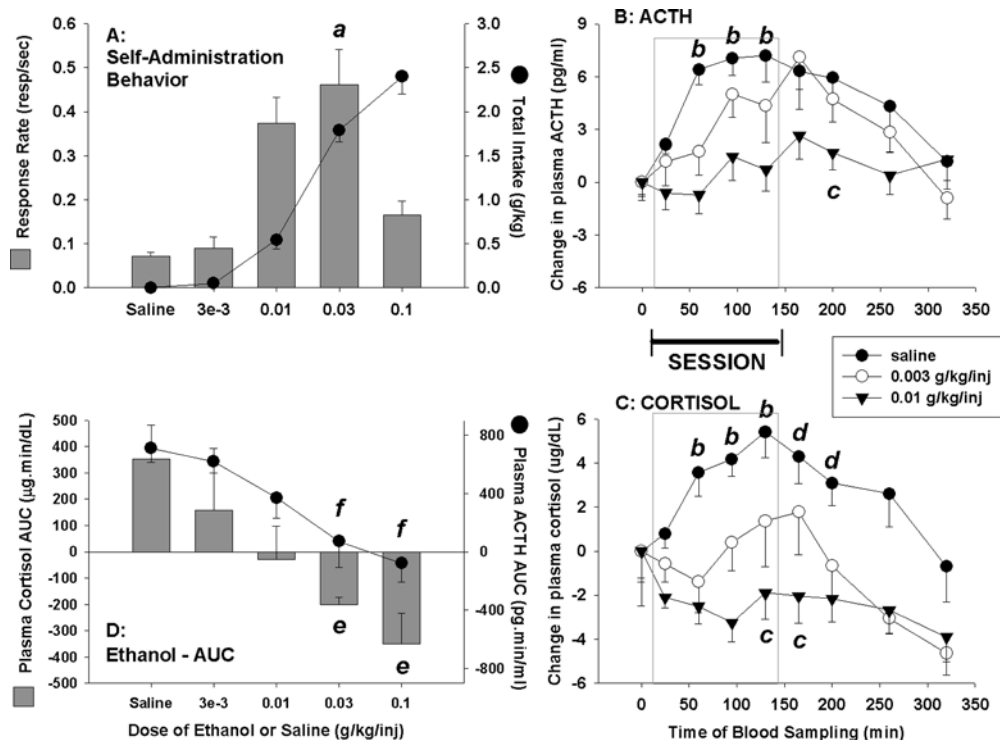 A:
Self-Administration
Behavior
a
Response Rate (resp/sec)
0.6
0.5
0.4
0.3
0.2
0.1
0.0
3.0
2.5
2.0
1.5
1.0
0.5
0.0
Total Intake (g/kg)
Saline 3e-3 0.01 0.03 0.1
B: ACTH
b b b
c
Change in plasma ACTH (pg/ml)
9
6
3
0
-3
-6
0 50 100 150 200 250 300 350
SESSION
saline
0.003 g/kg/inj
0.01 g/kg/inj
D:
Ethanol - AUC
f f
e
e
Plasma Cortisol AUC (µg.min/dL)
500
400
300
200
100
0
-100
-200
-300
-400
-500
800
400
0
-400
-800
Plasma ACTH AUC (pg.min/ml)
Saline 3e-3 0.01 0.03 0.1
Dose of Ethanol or Saline (g/kg/inj)
C: CORTISOL
b b b d d
c c
Change in plasma cortisol (ug/dL)
6
4
2
0
-2
-4
-6
0 50 100 150 200 250 300 350
Time of Blood Sampling (min)